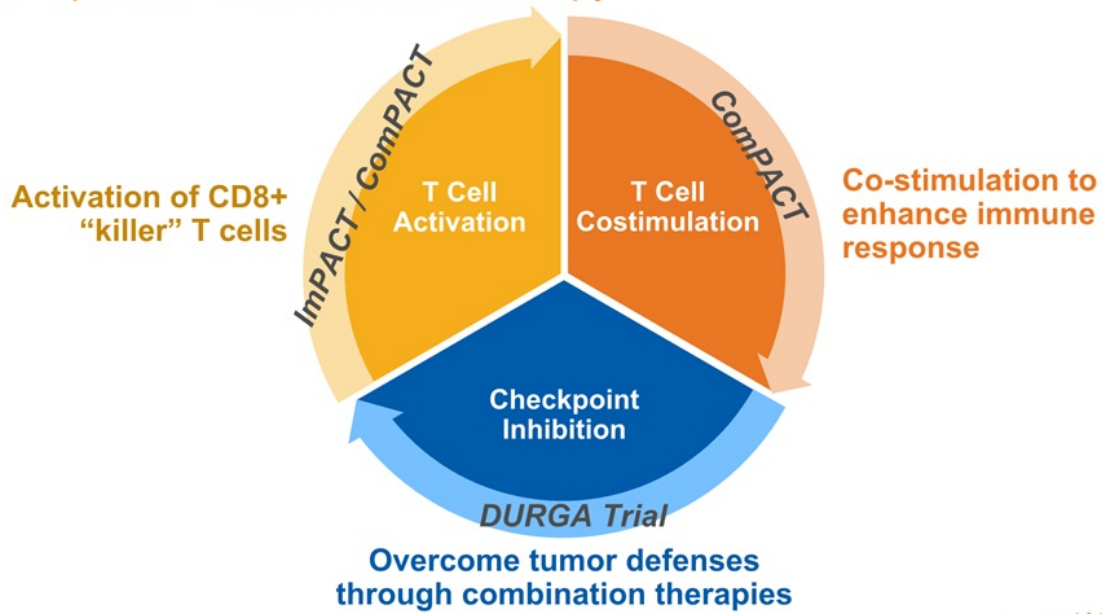 ImPACT / ComPACT
ComPACT
Activation of CD8+
“killer” T cells
T Cell
Activation
T Cell
Costimulation
Co-stimulation to
enhance immune
response
Checkpoint
Inhibition
DURGA Trial
Overcome tumor defenses
through combination therapies